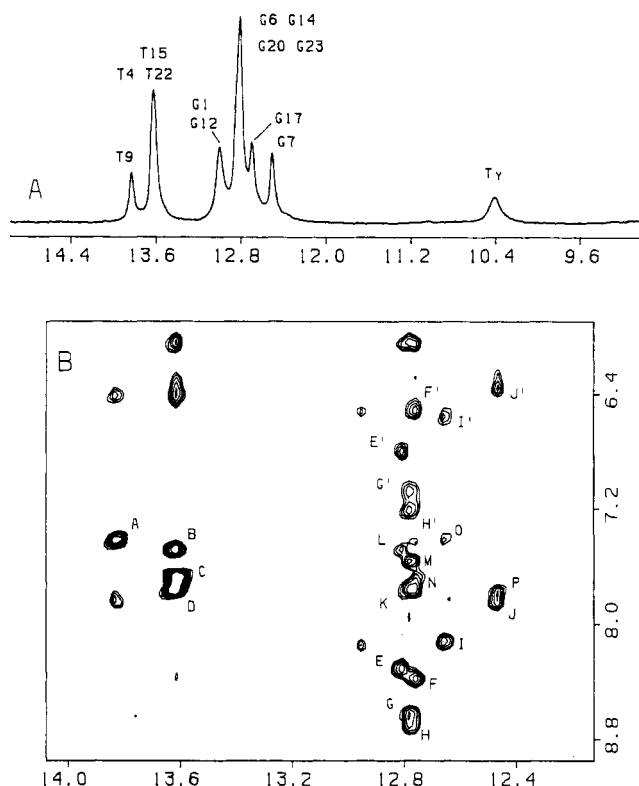 G6 G14
T15
G20 G23
T4 T22
G1
G12
G17
G7
T9
A
TY
14.4 13.6 12.8 12.0 11.2 10.4 9.6
B
6.4
F'
J'
I'
E'
G'
7.2
A
H'
O
B
L
M
C
N
P
D
K
J
8.0
I
E
F
G
H
8.8
14.0 13.6 13.2 12.8 12.4